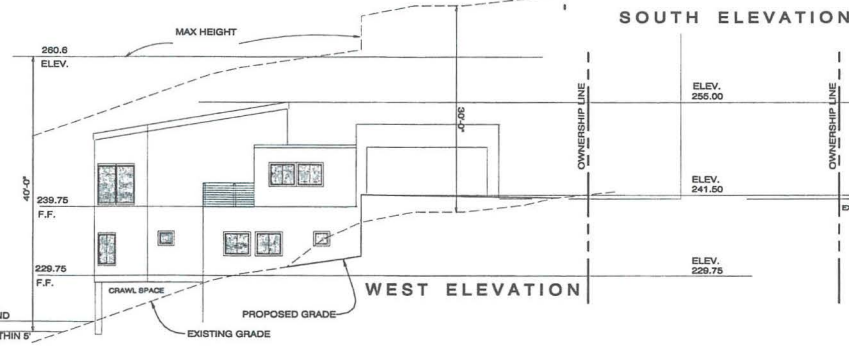 SOUTH ELEVATION
MAX HEIGHT
260.6
ELEV.
ELEV.
255.00
OWNERSHIP LINE
OWNERSHIP LINE
30'-0"
40'-0"
239.75
F.F.
ELEV.
241.50
229.75
F.F.
ELEV.
229.75
CRAWL SPACE
WEST ELEVATION
PROPOSED GRADE
EXISTING GRADE
ND
THIN 5'